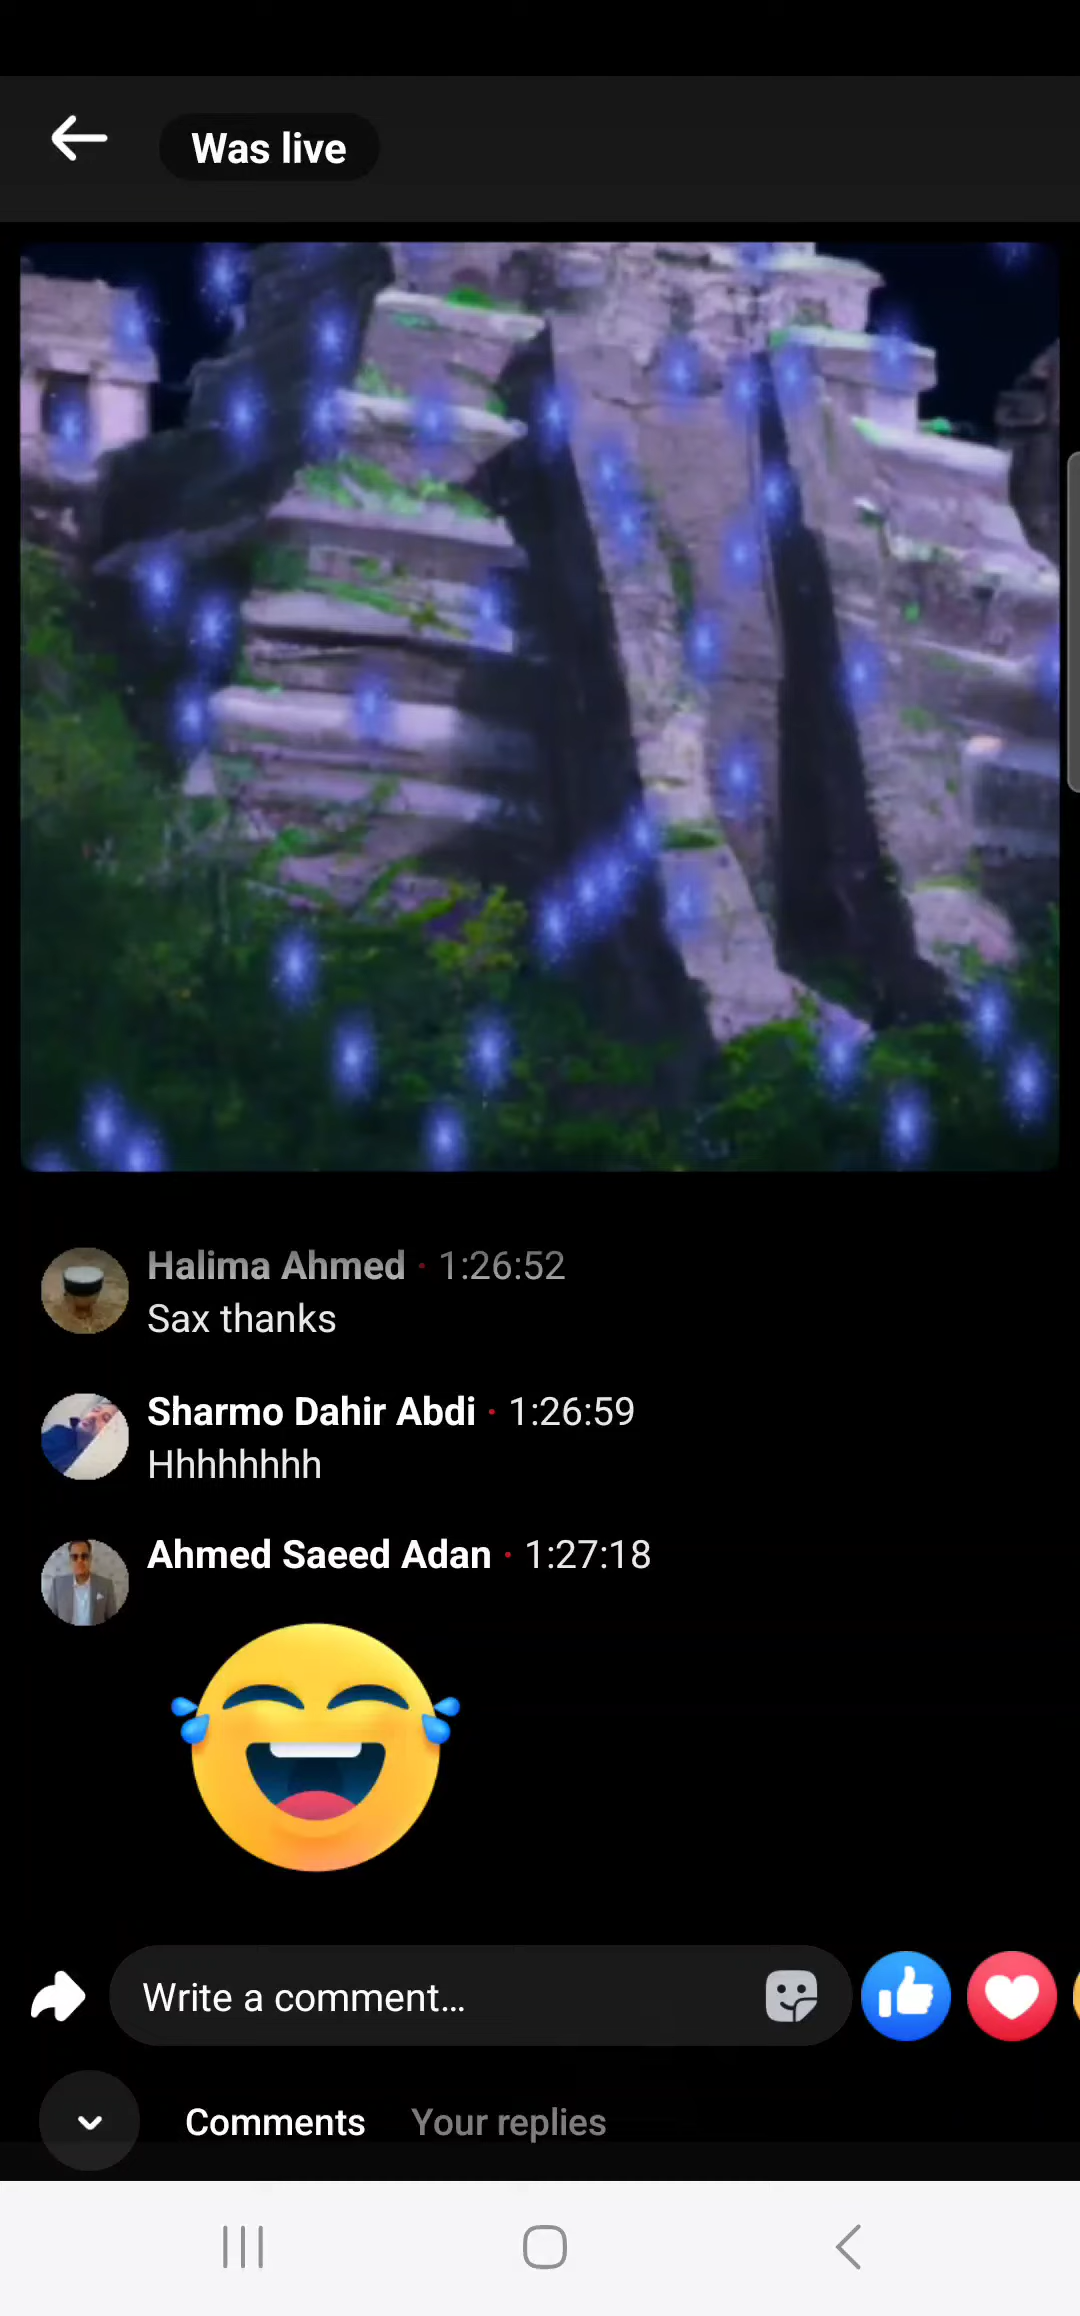 Was live
Halima Ahmed · 1:26:52
Sax thanks
Sharmo Dahir Abdi · 1:26:59
Hhhhhhhh
Ahmed Saeed Adan · 1:27:18
Write a comment...
Comments Your replies